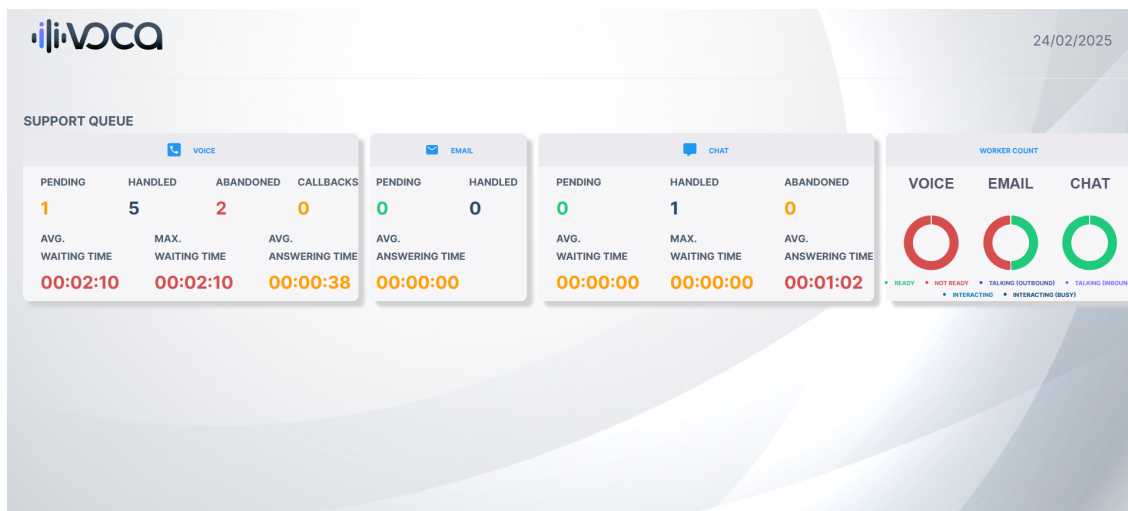 VOCA
24/02/2025
SUPPORT QUEUE
VOICE
PENDING HANDLED ABANDONED CALLBACKS
1 5 2 0
AVG. WAITING TIME
MAX. WAITING TIME
AVG. ANSWERING TIME
00:02:10 00:02:10 00:00:38
EMAIL
PENDING HANDLED
0 0
AVG.
ANSWERING TIME
00:00:00
CHAT
PENDING HANDLED ABANDONED
0 1 0
AVG. WAITING TIME
MAX. WAITING TIME
AVG. ANSWERING TIME
00:00:00 00:00:00 00:01:02
WORKER COUNT
VOICE EMAIL CHAT
READY NOT READY TALKING (OUTBOUND) TALKING (INBOUN
INTERACTING INTERACTING (BUSY)